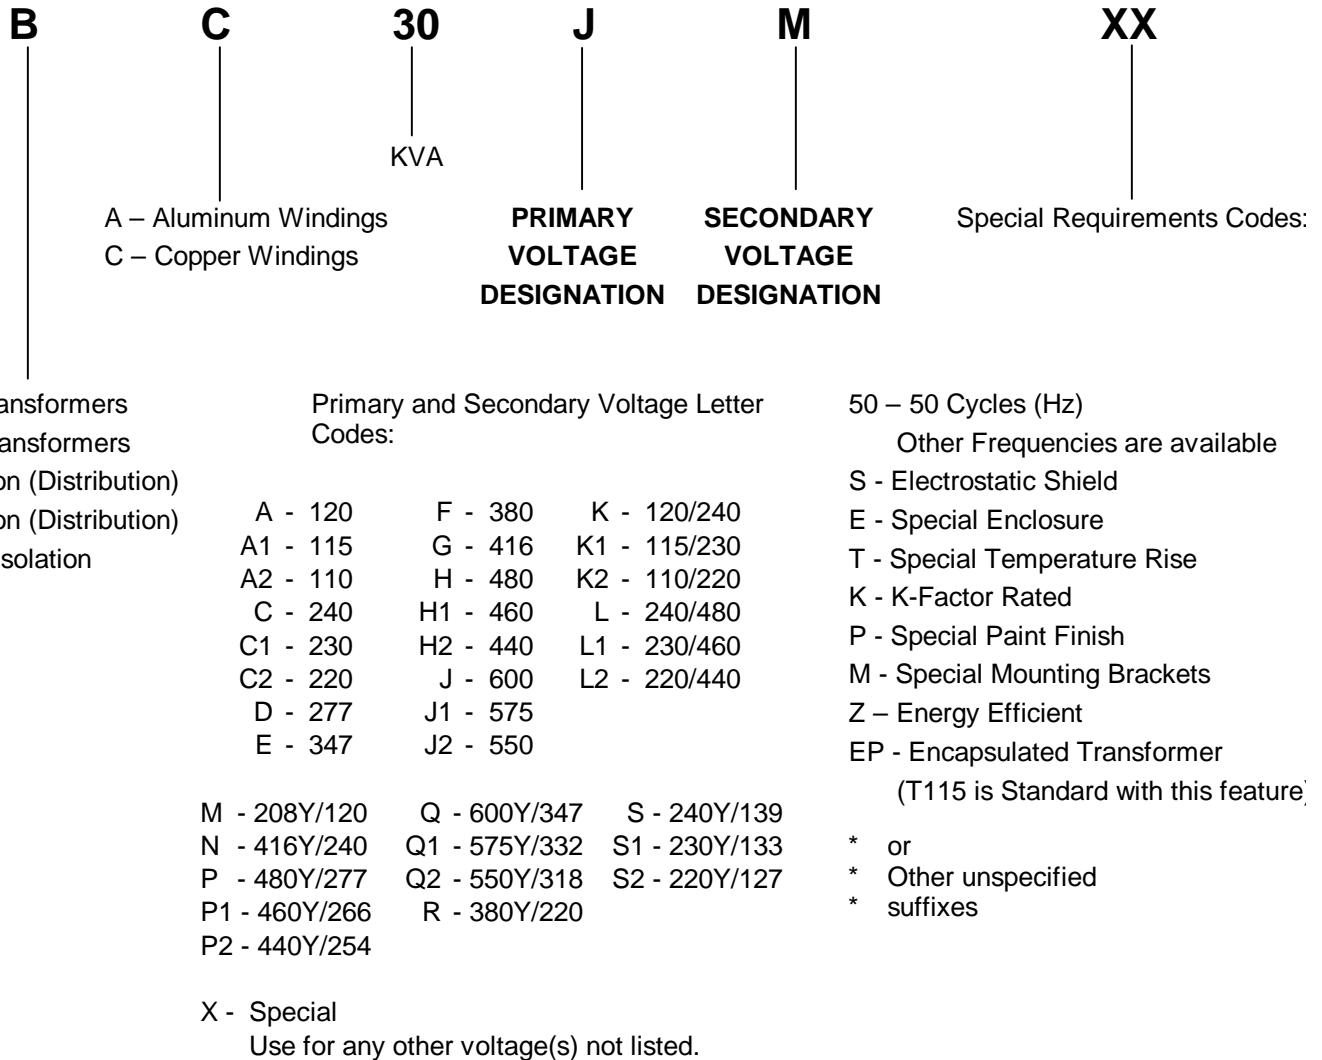 B C 30 J M XX
KVA
A – Aluminum Windings
C – Copper Windings
PRIMARY
VOLTAGE
DESIGNATION
SECONDARY
VOLTAGE
DESIGNATION
Special Requirements Codes:
ansformers
ransformers
on (Distribution)
on (Distribution)
solation
Primary and Secondary Voltage Letter
Codes:
A - 120 F - 380 K - 120/240
A1 - 115 G - 416 K1 - 115/230
A2 - 110 H - 480 K2 - 110/220
C - 240 H1 - 460 L - 240/480
C1 - 230 H2 - 440 L1 - 230/460
C2 - 220 J - 600 L2 - 220/440
D - 277 J1 - 575
E - 347 J2 - 550
M - 208Y/120 Q - 600Y/347 S - 240Y/139
N - 416Y/240 Q1 - 575Y/332 S1 - 230Y/133
P - 480Y/277 Q2 - 550Y/318 S2 - 220Y/127
P1 - 460Y/266 R - 380Y/220
P2 - 440Y/254
X - Special
Use for any other voltage(s) not listed.
50 – 50 Cycles (Hz)
Other Frequencies are available
S - Electrostatic Shield
E - Special Enclosure
T - Special Temperature Rise
K - K-Factor Rated
P - Special Paint Finish
M - Special Mounting Brackets
Z – Energy Efficient
EP - Encapsulated Transformer
(T115 is Standard with this feature)
* or
* Other unspecified
* suffixes